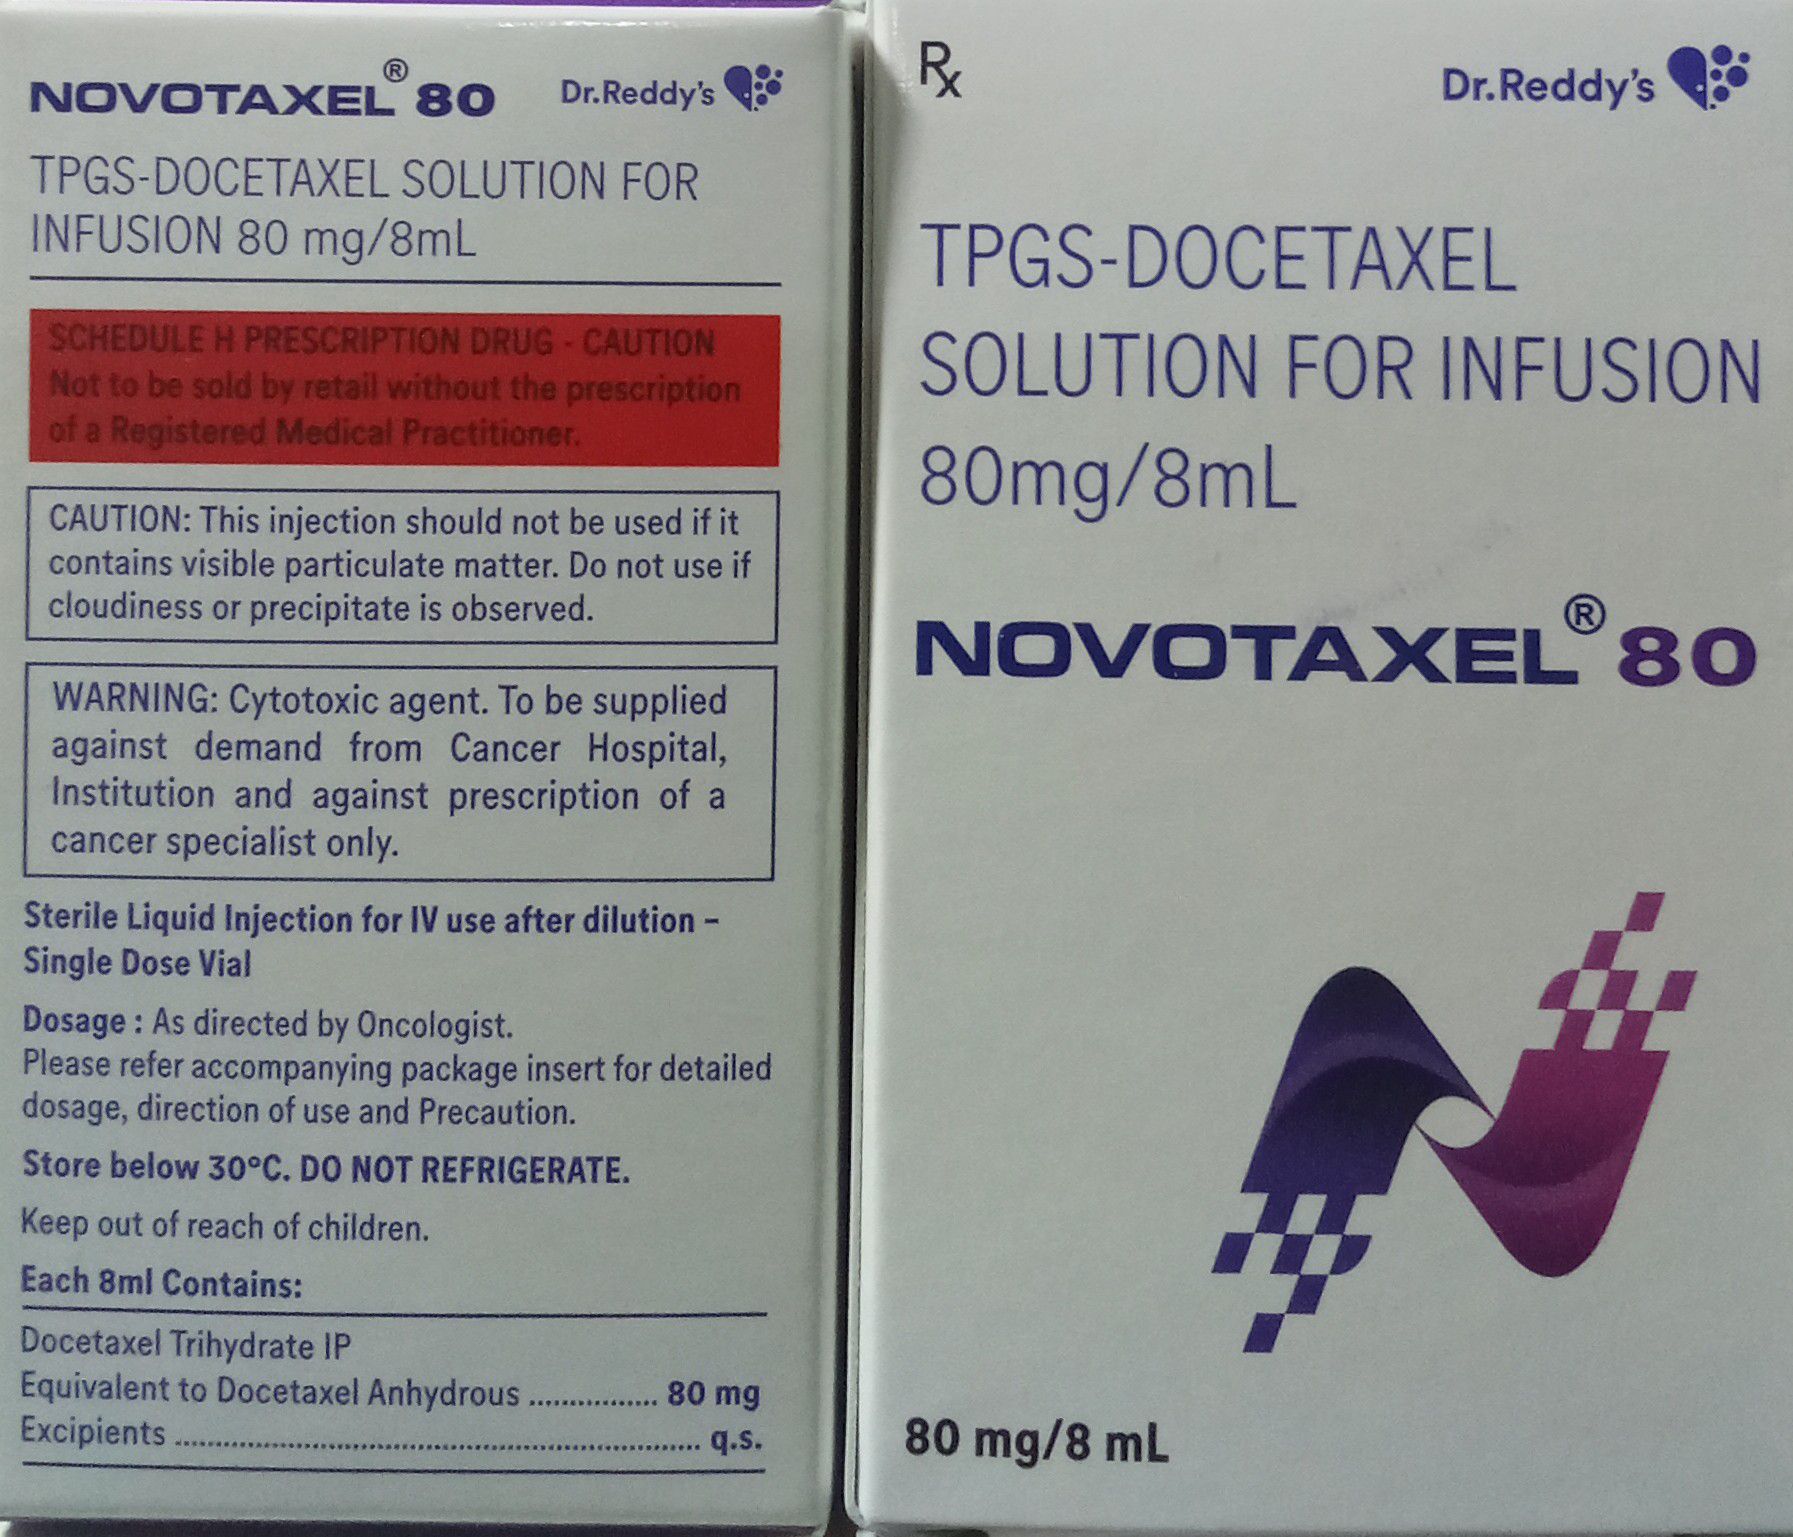 NOVOTAXEL® 80
Dr.Reddy's
TPGS-DOCETAXEL SOLUTION FOR
INFUSION 80 mg/8mL
SCHEDULE H PRESCRIPTION DRUG - CAUTION
Not to be sold by retail without the prescription
of a Registered Medical Practitioner.
CAUTION: This injection should not be used if it
contains visible particulate matter. Do not use if
cloudiness or precipitate is observed.
WARNING: Cytotoxic agent. To be supplied
against demand from Cancer Hospital,
Institution and against prescription of a
cancer specialist only.
Sterile Liquid Injection for IV use after dilution –
Single Dose Vial
Dosage : As directed by Oncologist.
Please refer accompanying package insert for detailed
dosage, direction of use and Precaution.
Store below 30°C. DO NOT REFRIGERATE.
Keep out of reach of children.
Each 8ml Contains:
Docetaxel Trihydrate IP
Equivalent to Docetaxel Anhydrous ................ 80 mg
Excipients ................................................................. q.s.
Rx
Dr.Reddy's
TPGS-DOCETAXEL
SOLUTION FOR INFUSION
80mg/8mL
NOVOTAXEL® 80
80 mg/8 mL